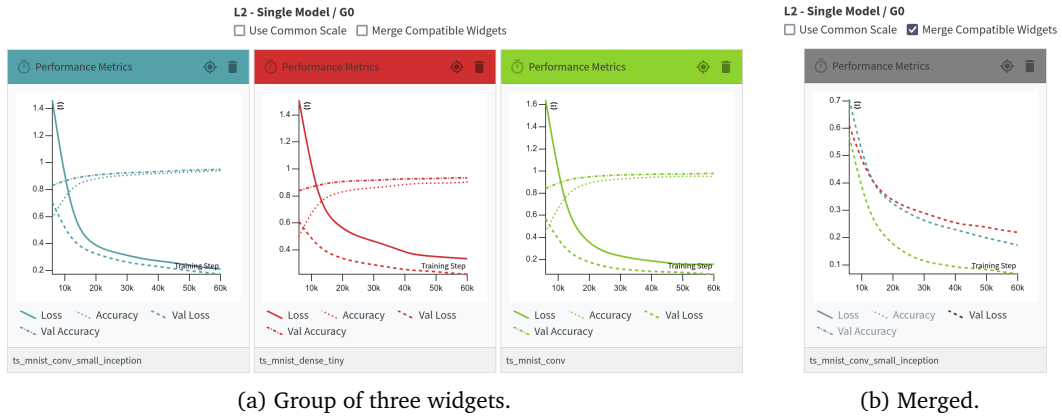 L2 - Single Model / G0
Use Common Scale Merge Compatible Widgets
Performance Metrics
1.4
1.2
1
0.8
0.6
0.4
0.2
10k 20k 30k 40k 50k 60k
Training Step
Loss Accuracy Val Loss
Val Accuracy
ts_mnist_conv_small_inception
Performance Metrics
1.4
1.2
1
0.8
0.6
0.4
10k 20k 30k 40k 50k 60k
Training Step
Loss Accuracy Val Loss
Val Accuracy
ts_mnist_dense_tiny
Performance Metrics
1.6
1.4
1.2
1
0.8
0.6
0.4
0.2
10k 20k 30k 40k 50k 60k
Training Step
Loss Accuracy Val Loss
Val Accuracy
ts_mnist_conv
(a) Group of three widgets.
L2 - Single Model / G0
Use Common Scale Merge Compatible Widgets
Performance Metrics
0.7
0.6
0.5
0.4
0.3
0.2
0.1
10k 20k 30k 40k 50k 60k
Training Step
Loss Accuracy Val Loss
Val Accuracy
ts_mnist_conv_small_inception
(b) Merged.